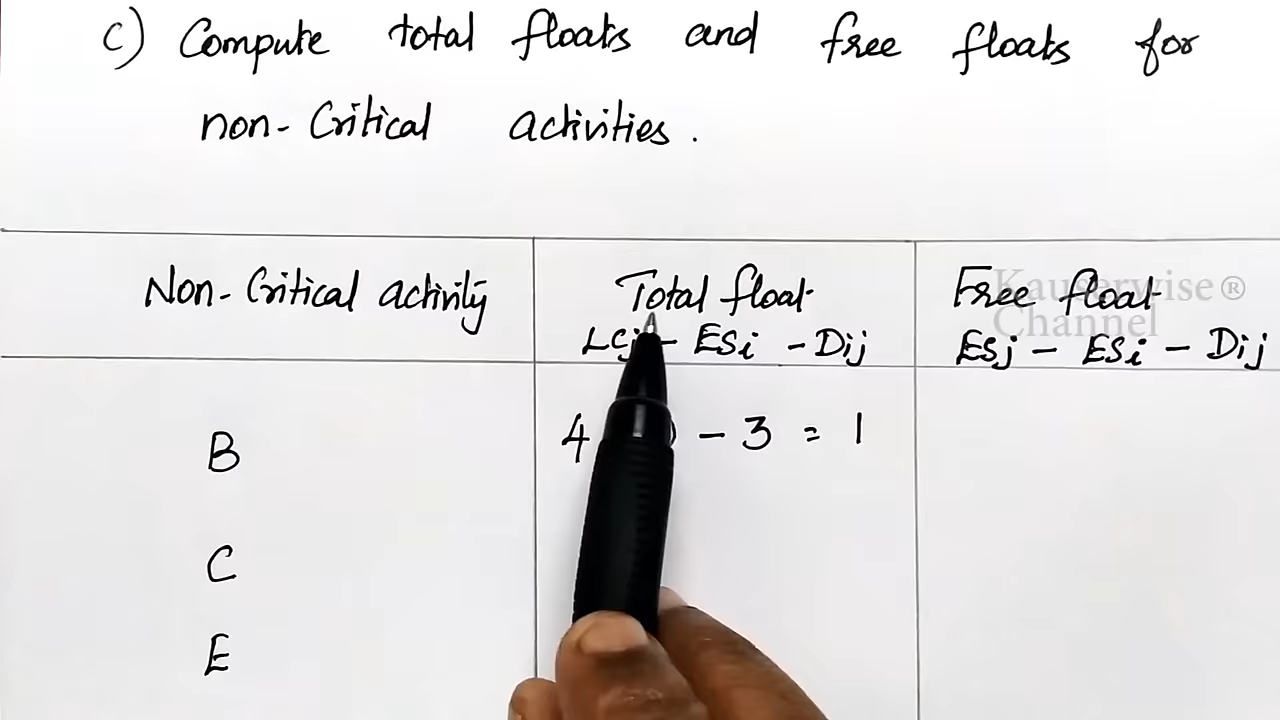 c) Compute total floats and free floats for
non-Critical activities.
Non-Critical activity Total float Free float
Kauserwise®
Channel
LCj - ESi - Dij ESj - ESi - Dij
B 4 - 3 = 1
C
E